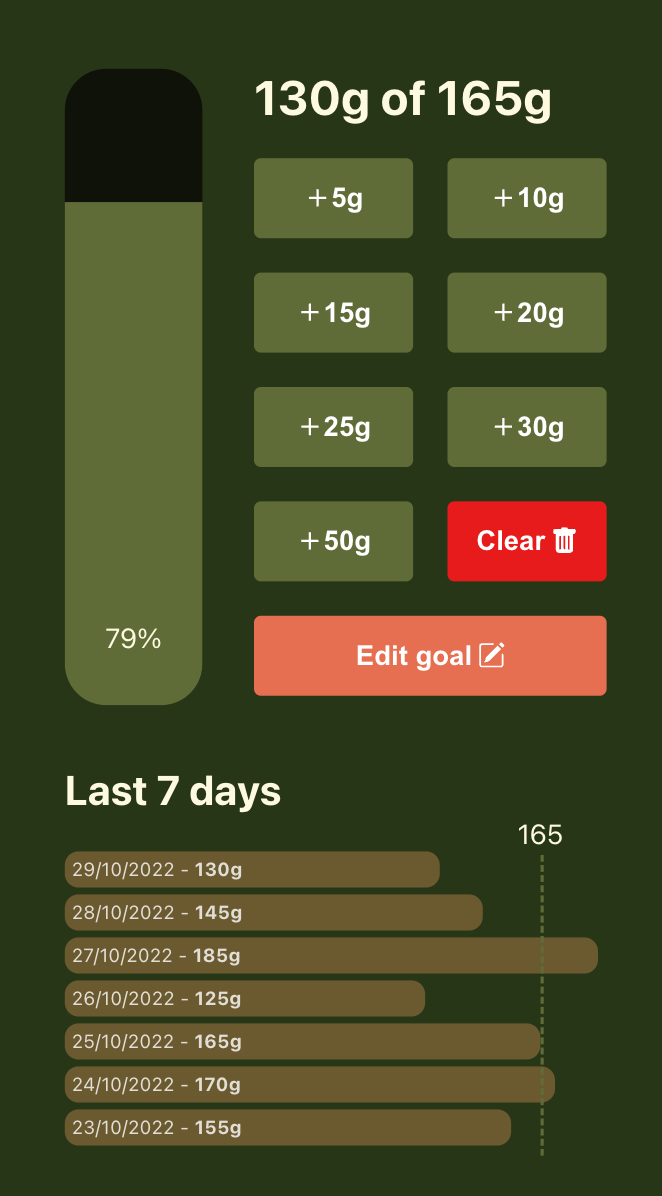 130g of 165g
+5g
+10g
+15g
+20g
+25g
+30g
+50g
Clear
79%
Edit goal
Last 7 days
165
29/10/2022 - 130g
28/10/2022 - 145g
27/10/2022 - 185g
26/10/2022 - 125g
25/10/2022 - 165g
24/10/2022 - 170g
23/10/2022 - 155g